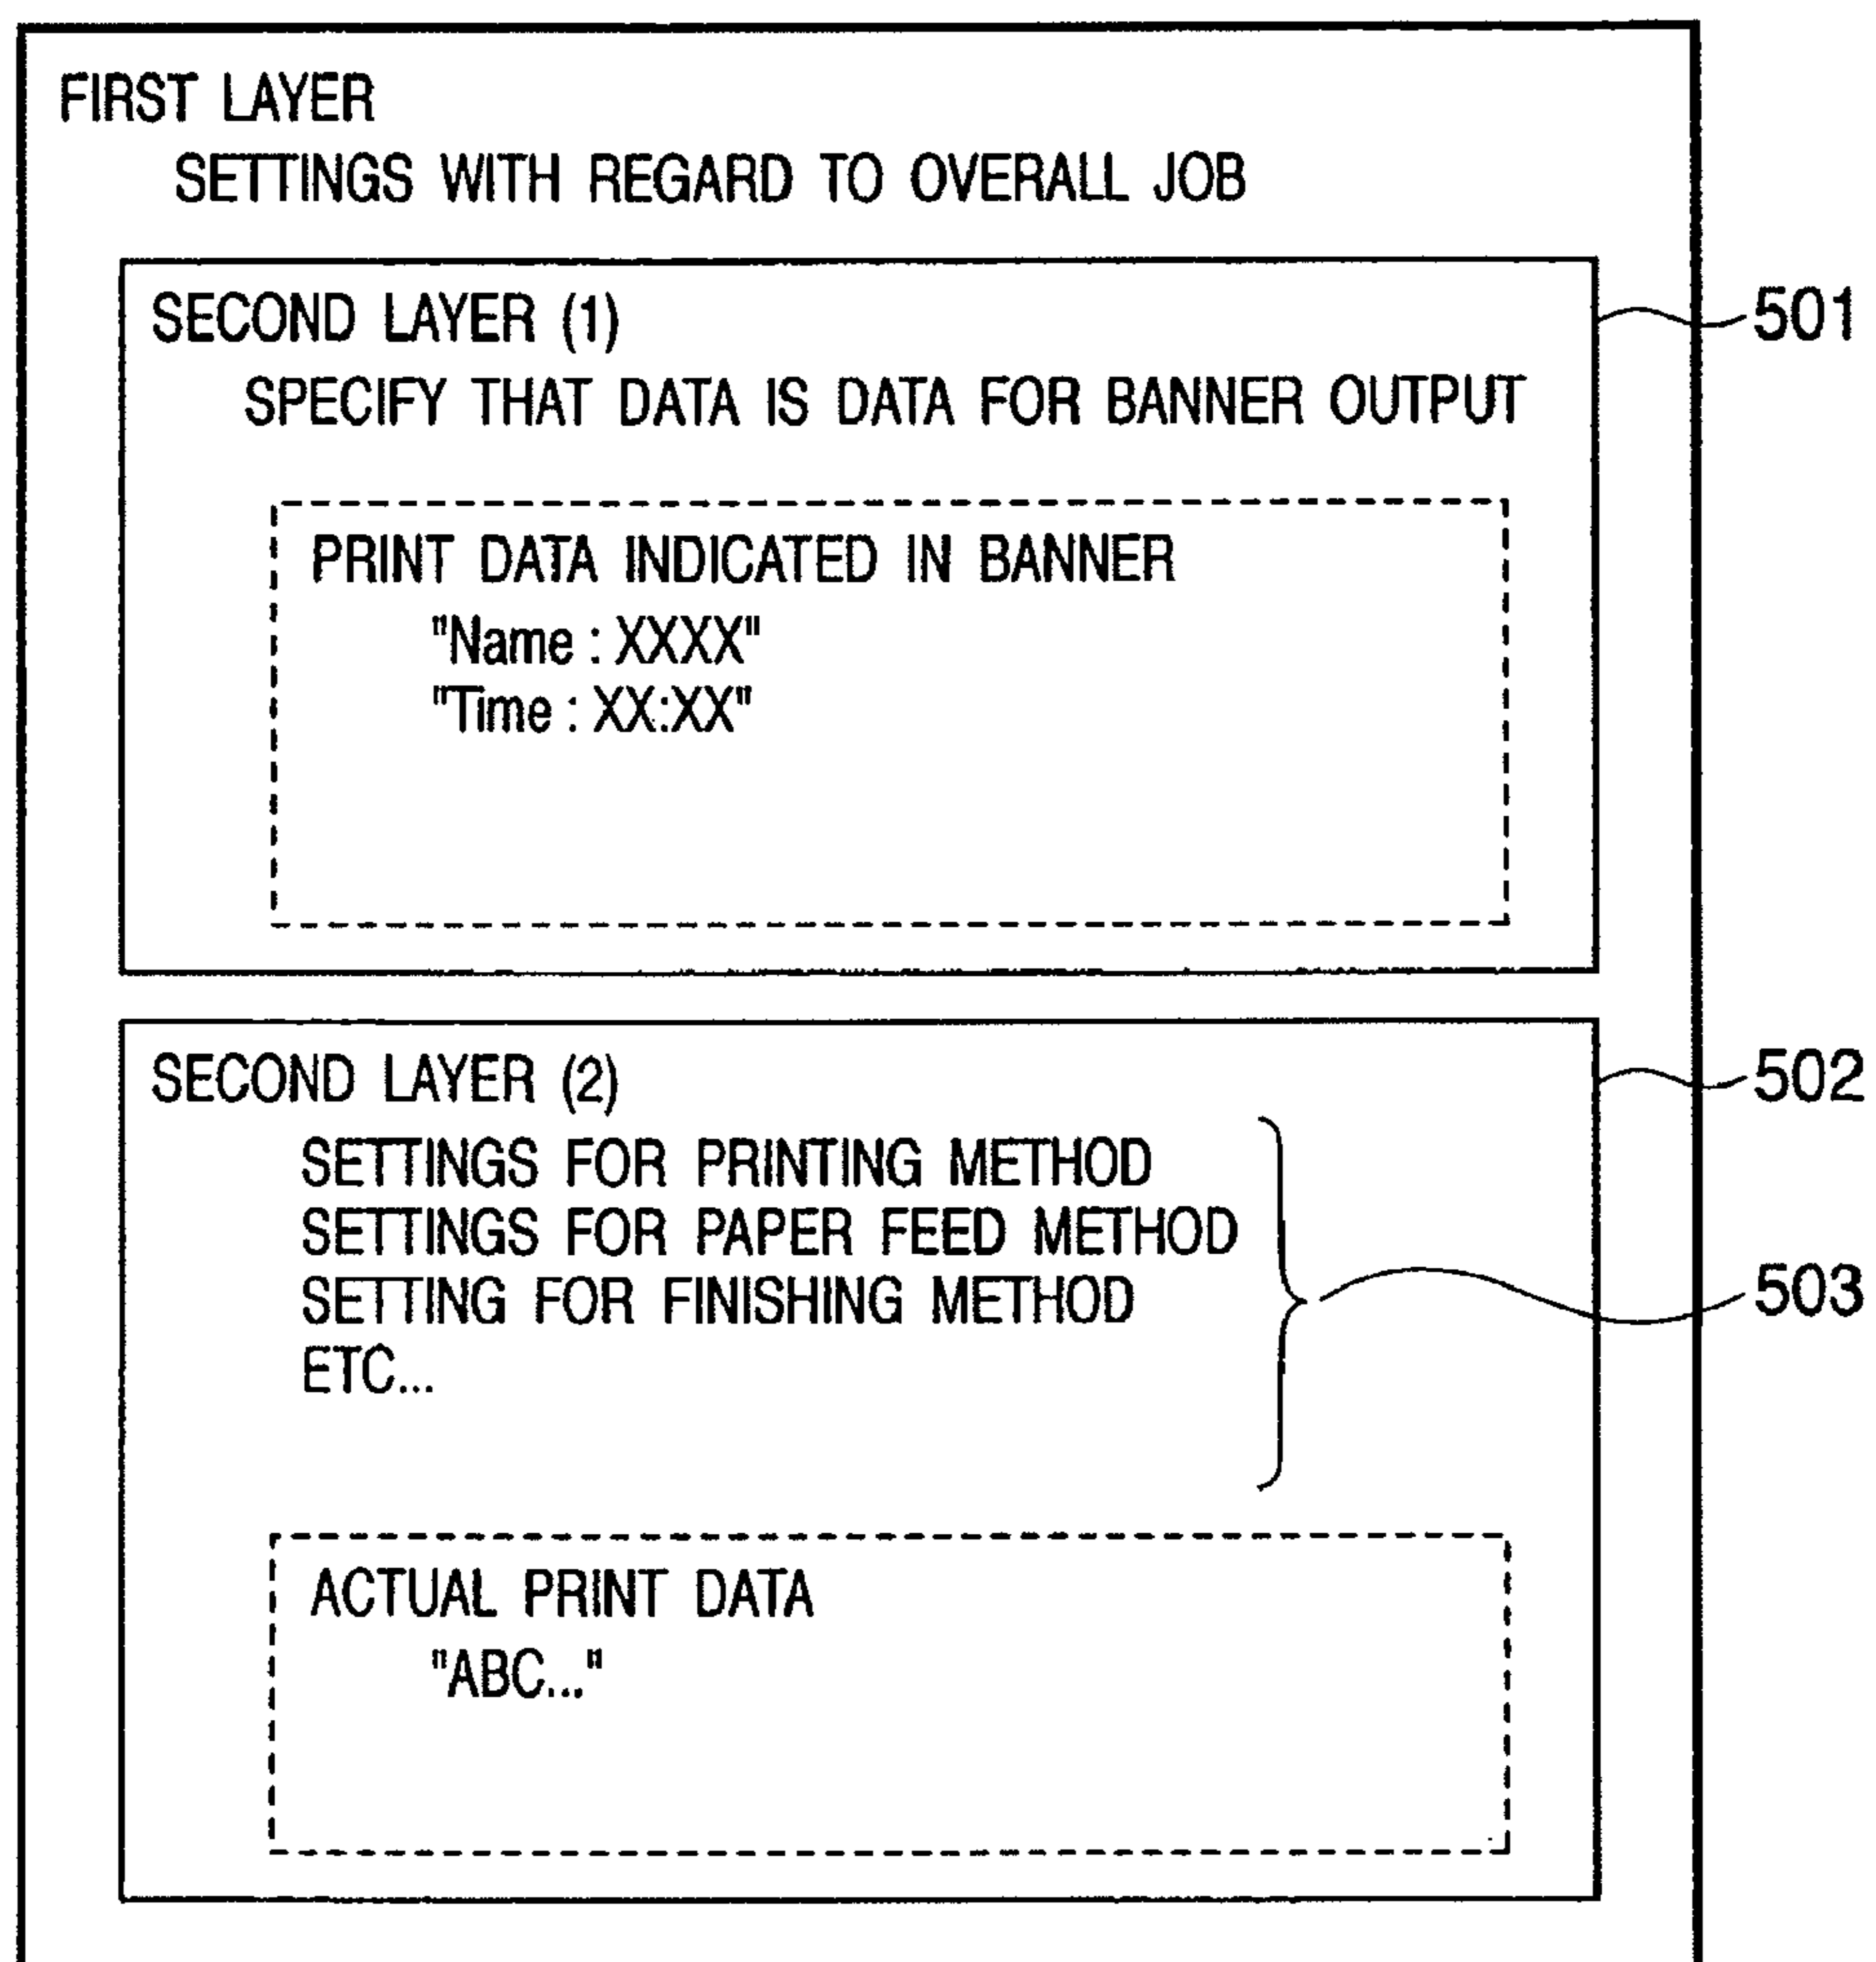 FIRST LAYER
SETTINGS WITH REGARD TO OVERALL JOB
SECOND LAYER (1)
501
SPECIFY THAT DATA IS DATA FOR BANNER OUTPUT
PRINT DATA INDICATED IN BANNER
"Name : XXXX"
"Time : XX:XX"
SECOND LAYER (2)
502
SETTINGS FOR PRINTING METHOD
SETTINGS FOR PAPER FEED METHOD
SETTING FOR FINISHING METHOD
503
ETC...
ACTUAL PRINT DATA
"ABC..."